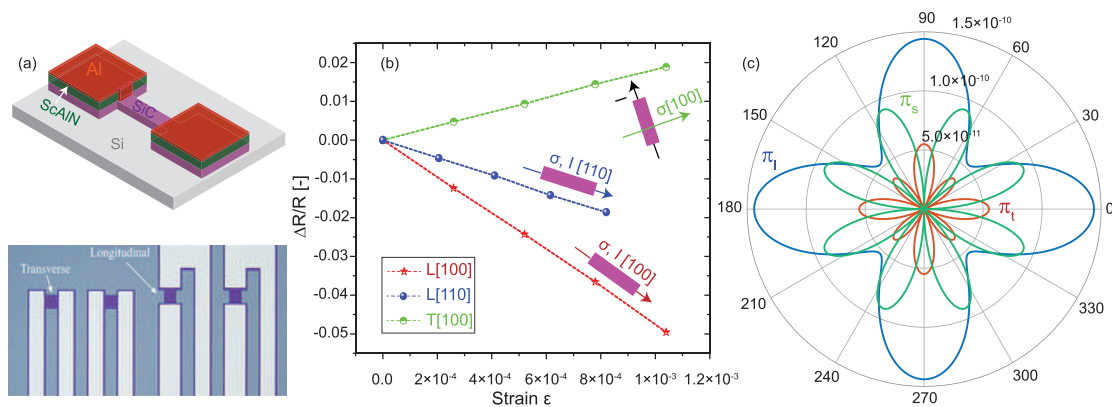 (a)
Al
ScAlN
SiC
Si
Transverse
Longitudinal
(b)
0.02
0.01
0.00
-0.01
-0.02
-0.03
-0.04
-0.05
ΔR/R [-]
σ[100]
I
σ, I [110]
σ, I [100]
L[100]
L[110]
T[100]
0.0
2×10⁻⁴
4×10⁻⁴
6×10⁻⁴
8×10⁻⁴
1×10⁻³
1.2×10⁻³
Strain ε
(c)
90
1.5×10⁻¹⁰
120
60
1.0×10⁻¹⁰
150
30
5.0×10⁻¹¹
πₛ
πₗ
πₜ
180
0
210
330
240
300
270